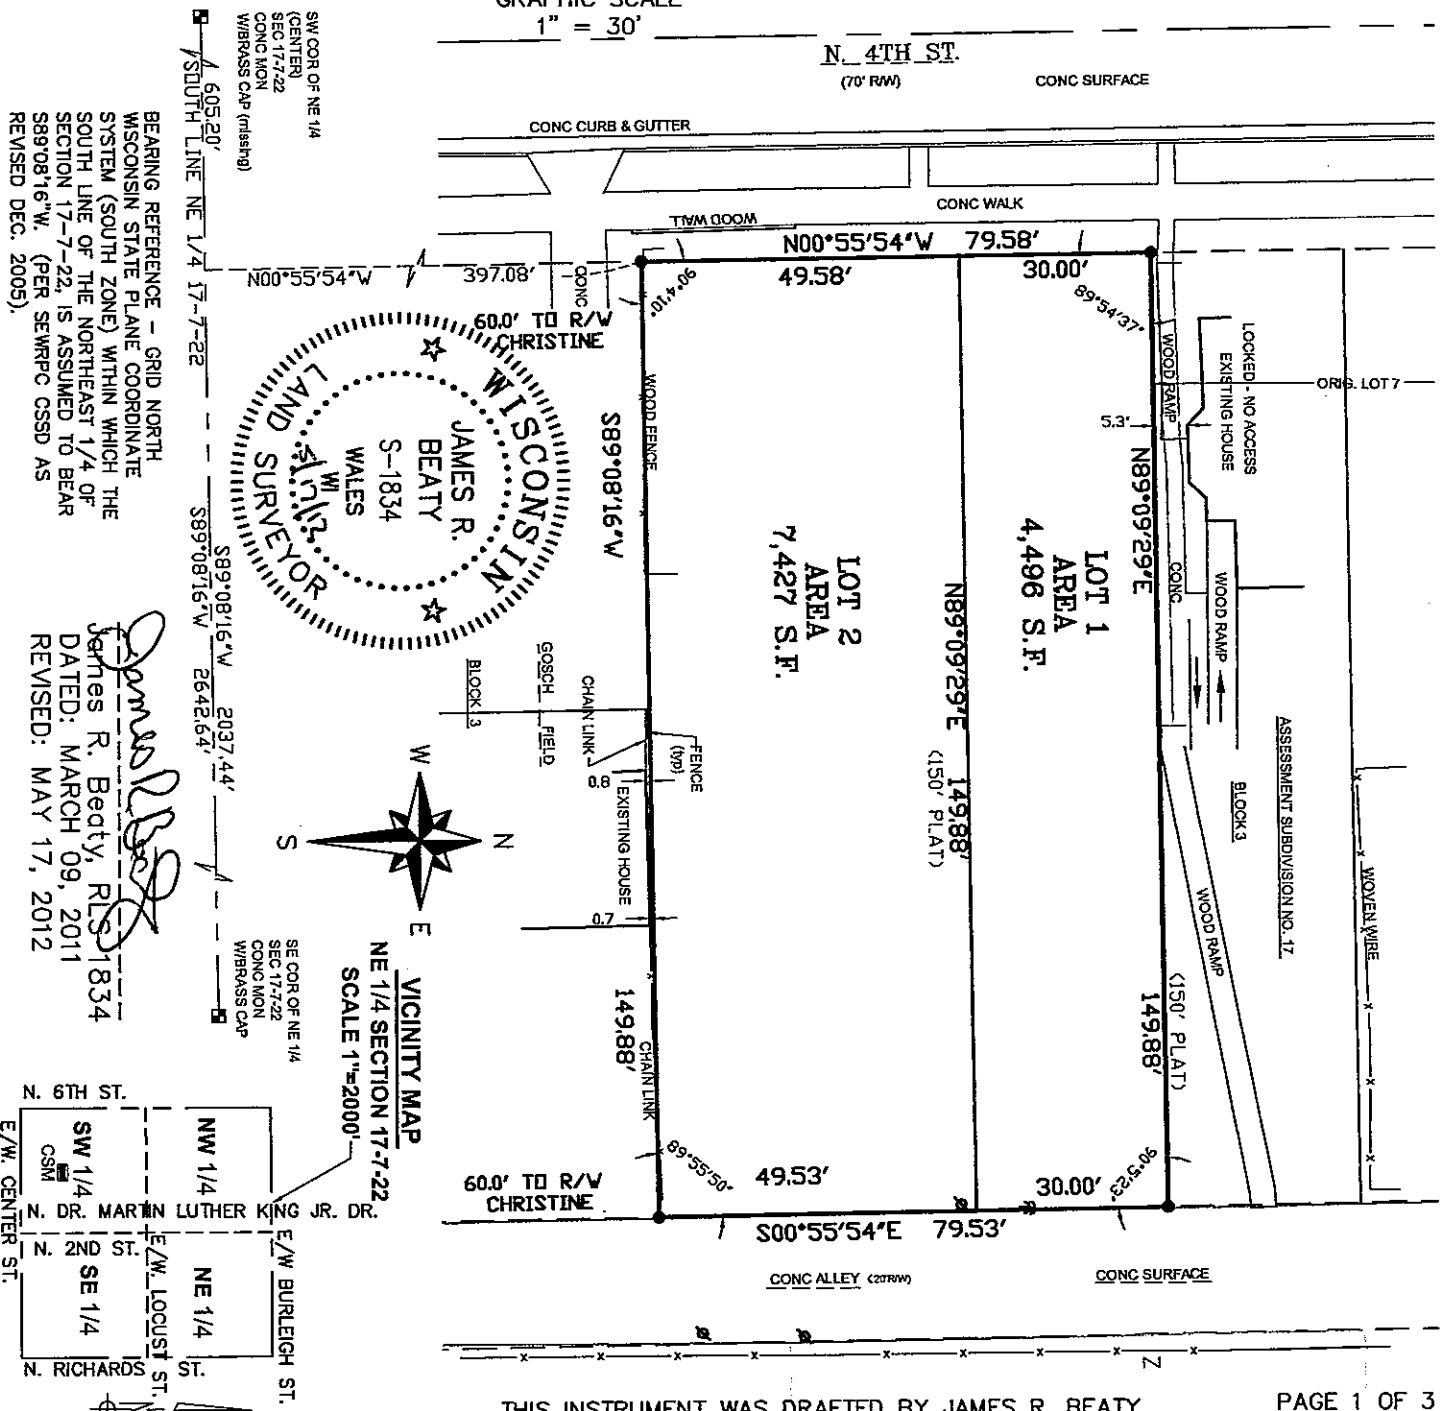 GRAPHIC SCALE
1" = 30'
N. 4TH ST.
(70' R/W)
CONC SURFACE
CONC CURB & GUTTER
CONC WALK
WOOD WALL
N00°55'54"W 79.58'
49.58'
30.00'
N00°55'54"W 397.08'
CONC
90°4'10"
89°54'37"
60.0' TO R/W
CHRISTINE
SW COR OF NE 1/4
(CENTER)
SEC 17-7-22
CONC MON
W/BRASS CAP (missing)
605.20'
SOUTH LINE NE 1/4 17-7-22
S89°08'16"W 2037.44'
S89°08'16"W 2642.64'
SE COR OF NE 1/4
SEC 17-7-22
CONC MON
W/BRASS CAP
BEARING REFERENCE - GRID NORTH
WISCONSIN STATE PLANE COORDINATE
SYSTEM (SOUTH ZONE) WITHIN WHICH THE
SOUTH LINE OF THE NORTHEAST 1/4 OF
SECTION 17-7-22, IS ASSUMED TO BEAR
S89°08'16"W. (PER SEWRPC CSSD AS
REVISED DEC. 2005).
WISCONSIN
JAMES R.
BEATY
S-1834
WALES
WI
LAND SURVEYOR
5/17/12
James R. Beaty
James R. Beaty, RLS 1834
DATED: MARCH 09, 2011
REVISED: MAY 17, 2012
WOOD FENCE
S89°08'16"W
149.88'
CHAIN LINK
FENCE
(typ)
CHAIN LINK
0.8
EXISTING HOUSE
0.7
GOSCH FIELD
BLOCK 3
LOT 2
AREA
7,427 S.F.
N89°09'29"E 149.88'
(150' PLAT)
LOT 1
AREA
4,496 S.F.
N89°09'29"E
149.88'
(150' PLAT)
5.3'
WOOD RAMP
CONC
WOOD RAMP
LOCKED - NO ACCESS
EXISTING HOUSE
ORIG. LOT 7
WOOD RAMP
BLOCK 3
ASSESSMENT SUBDIVISION NO. 17
WOVEN WIRE
W
N
S
E
VICINITY MAP
NE 1/4 SECTION 17-7-22
SCALE 1"=2000'
60.0' TO R/W
CHRISTINE
89°55'50"
90°5'23"
49.53'
30.00'
S00°55'54"E 79.53'
CONC ALLEY (20'R/W)
CONC SURFACE
N. 6TH ST.
NW 1/4
SW 1/4
CSM
N. DR. MARTIN LUTHER KING JR. DR.
N. 2ND ST.
NE 1/4
SE 1/4
N. RICHARDS ST.
E/W. CENTER ST.
E/W. LOCUST ST.
E/W BURLEIGH ST.
Z
THIS INSTRUMENT WAS DRAFTED BY JAMES R. BEATY
PAGE 1 OF 3